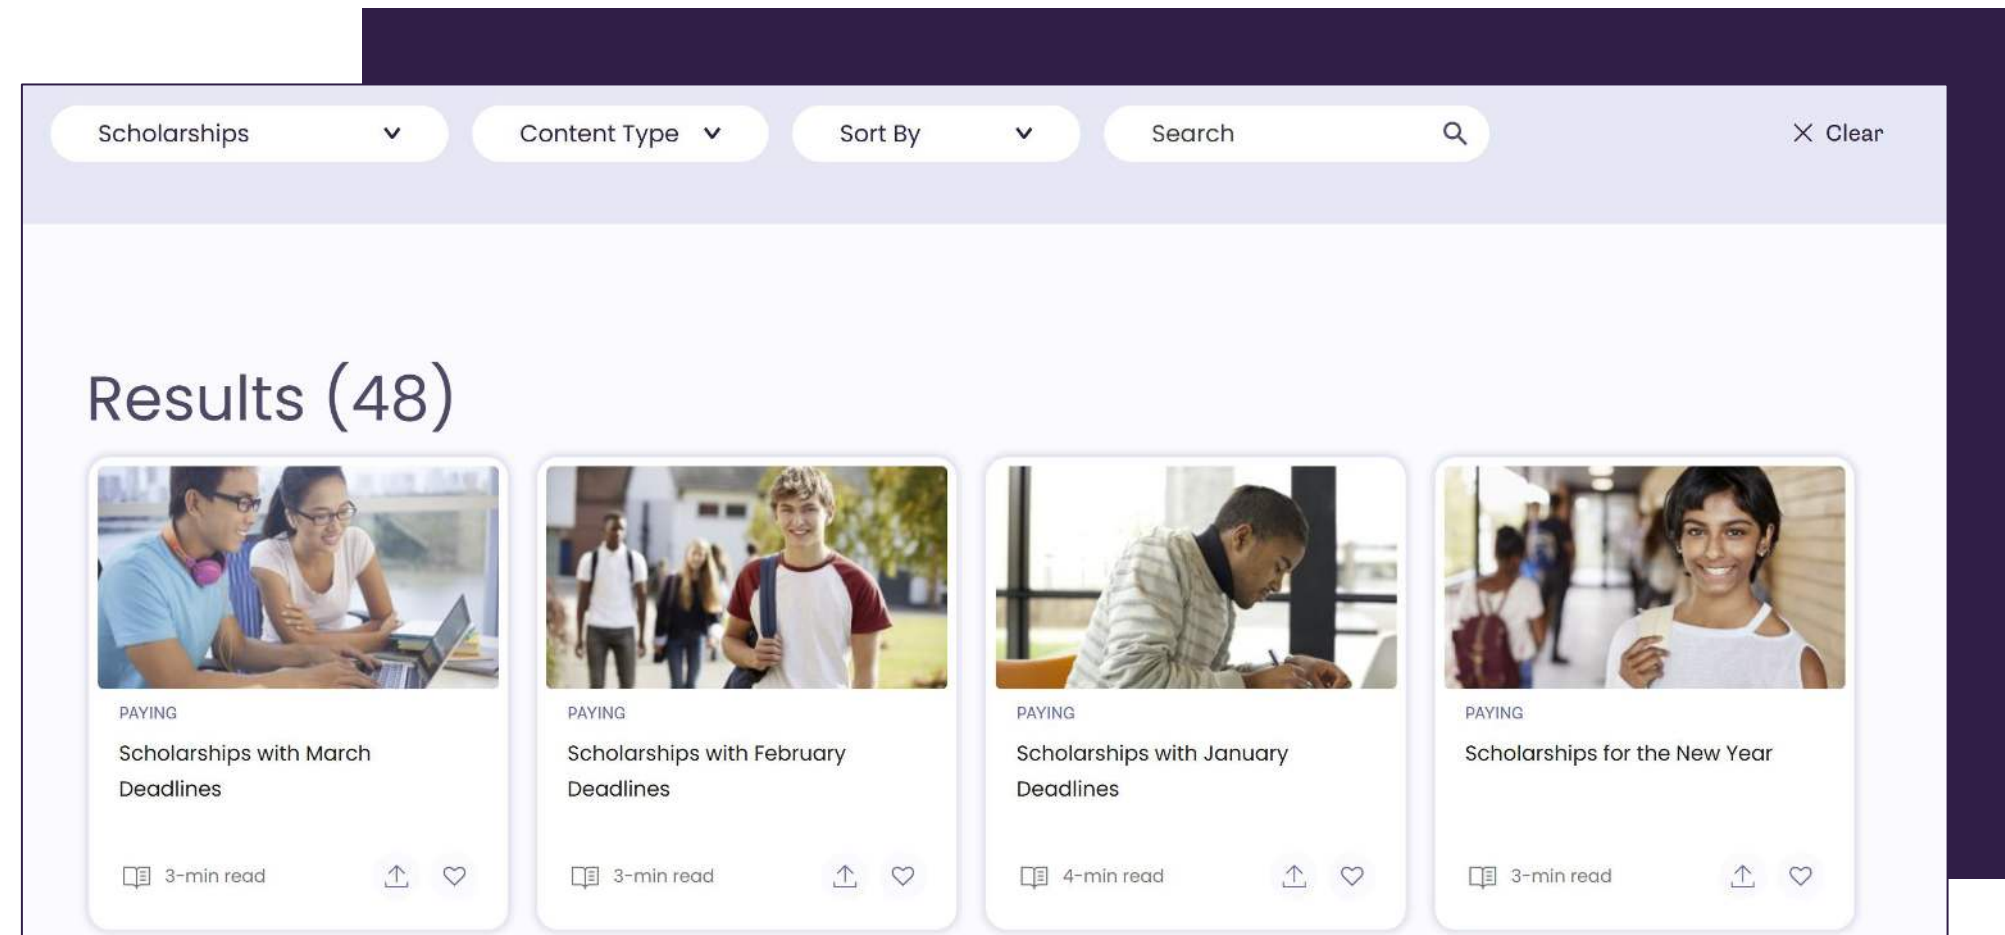 Scholarships
Content Type
Sort By
Search
Clear
Results (48)
PAYING
Scholarships with March
Deadlines
3-min read
PAYING
Scholarships with February
Deadlines
3-min read
PAYING
Scholarships with January
Deadlines
4-min read
PAYING
Scholarships for the New Year
3-min read